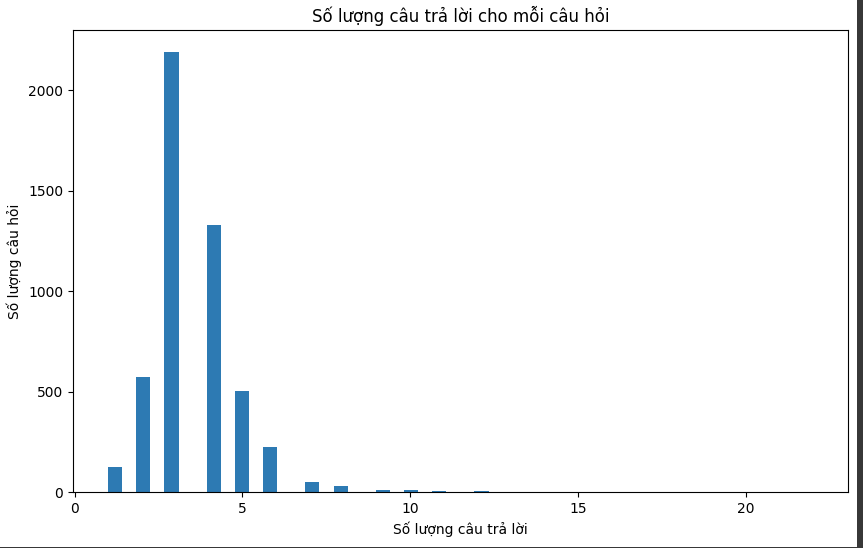 Số lượng câu trả lời cho mỗi câu hỏi
2000
1500
1000
500
0
Số lượng câu hỏi
0 5 10 15 20
Số lượng câu trả lời